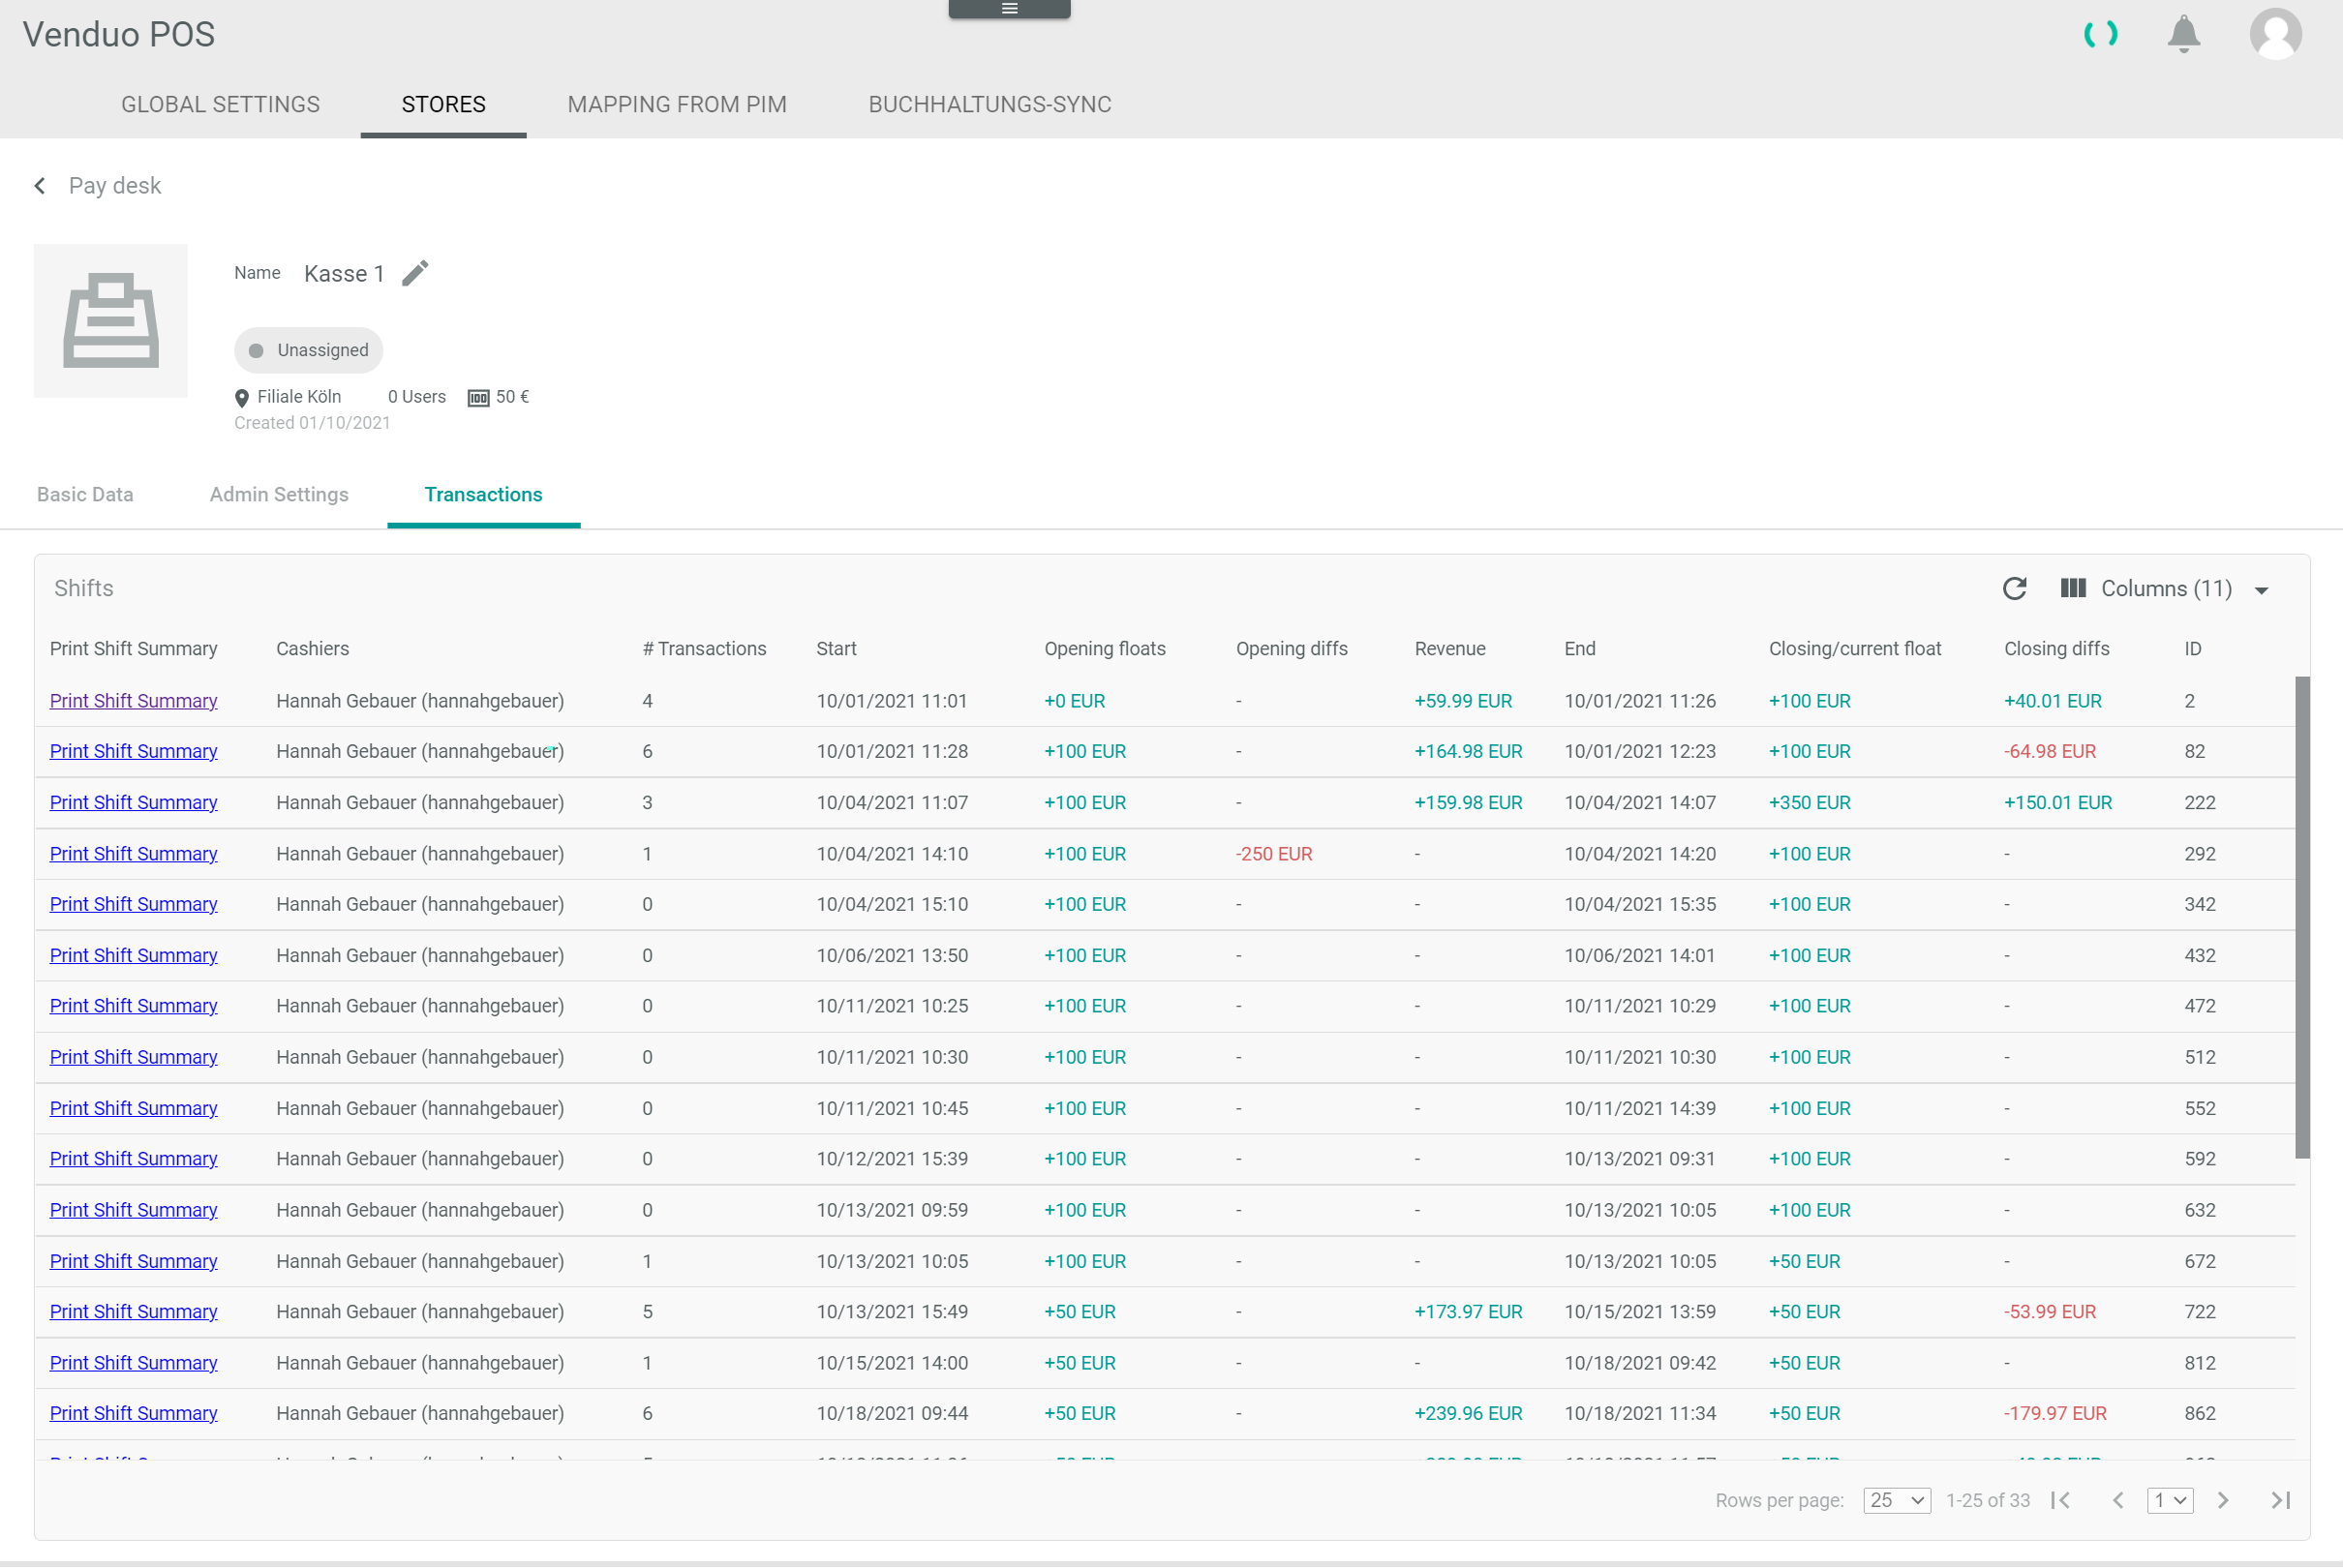 Venduo POS
GLOBAL SETTINGS STORES MAPPING FROM PIM BUCHHALTUNGS-SYNC
Pay desk
Name Kasse 1
Unassigned
Filiale Köln 0 Users 100 50 €
Created 01/10/2021
Basic Data Admin Settings Transactions
Shifts Columns (11)
Print Shift Summary Cashiers # Transactions Start Opening floats Opening diffs Revenue End Closing/current float Closing diffs ID
Print Shift Summary Hannah Gebauer (hannahgebauer) 4 10/01/2021 11:01 +0 EUR - +59.99 EUR 10/01/2021 11:26 +100 EUR +40.01 EUR 2
Print Shift Summary Hannah Gebauer (hannahgebauer) 6 10/01/2021 11:28 +100 EUR - +164.98 EUR 10/01/2021 12:23 +100 EUR -64.98 EUR 82
Print Shift Summary Hannah Gebauer (hannahgebauer) 3 10/04/2021 11:07 +100 EUR - +159.98 EUR 10/04/2021 14:07 +350 EUR +150.01 EUR 222
Print Shift Summary Hannah Gebauer (hannahgebauer) 1 10/04/2021 14:10 +100 EUR -250 EUR - 10/04/2021 14:20 +100 EUR - 292
Print Shift Summary Hannah Gebauer (hannahgebauer) 0 10/04/2021 15:10 +100 EUR - - 10/04/2021 15:35 +100 EUR - 342
Print Shift Summary Hannah Gebauer (hannahgebauer) 0 10/06/2021 13:50 +100 EUR - - 10/06/2021 14:01 +100 EUR - 432
Print Shift Summary Hannah Gebauer (hannahgebauer) 0 10/11/2021 10:25 +100 EUR - - 10/11/2021 10:29 +100 EUR - 472
Print Shift Summary Hannah Gebauer (hannahgebauer) 0 10/11/2021 10:30 +100 EUR - - 10/11/2021 10:30 +100 EUR - 512
Print Shift Summary Hannah Gebauer (hannahgebauer) 0 10/11/2021 10:45 +100 EUR - - 10/11/2021 14:39 +100 EUR - 552
Print Shift Summary Hannah Gebauer (hannahgebauer) 0 10/12/2021 15:39 +100 EUR - - 10/13/2021 09:31 +100 EUR - 592
Print Shift Summary Hannah Gebauer (hannahgebauer) 0 10/13/2021 09:59 +100 EUR - - 10/13/2021 10:05 +100 EUR - 632
Print Shift Summary Hannah Gebauer (hannahgebauer) 1 10/13/2021 10:05 +100 EUR - - 10/13/2021 10:05 +50 EUR - 672
Print Shift Summary Hannah Gebauer (hannahgebauer) 5 10/13/2021 15:49 +50 EUR - +173.97 EUR 10/15/2021 13:59 +50 EUR -53.99 EUR 722
Print Shift Summary Hannah Gebauer (hannahgebauer) 1 10/15/2021 14:00 +50 EUR - - 10/18/2021 09:42 +50 EUR - 812
Print Shift Summary Hannah Gebauer (hannahgebauer) 6 10/18/2021 09:44 +50 EUR - +239.96 EUR 10/18/2021 11:34 +50 EUR -179.97 EUR 862
Rows per page: 25 1-25 of 33 1